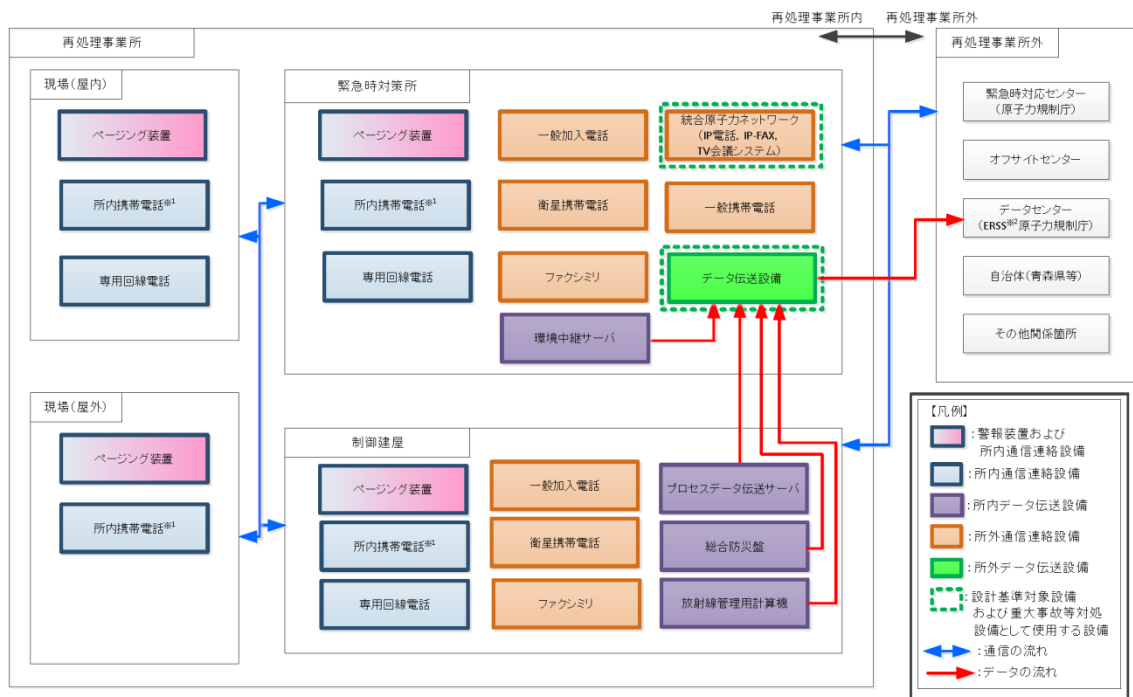 再処理事業所内
再処理事業所外
再処理事業所
現場(屋内)
ページング装置
所内携帯電話※1
専用回線電話
現場(屋外)
ページング装置
所内携帯電話※1
緊急時対策所
ページング装置
一般加入電話
統合原子力ネットワーク
(IP電話, IP-FAX,
TV会議システム)
所内携帯電話※1
衛星携帯電話
一般携帯電話
専用回線電話
ファクシミリ
データ伝送設備
環境中継サーバ
制御建屋
ページング装置
一般加入電話
プロセスデータ伝送サーバ
所内携帯電話※1
衛星携帯電話
総合防災盤
専用回線電話
ファクシミリ
放射線管理用計算機
再処理事業所外
緊急時対応センター
(原子力規制庁)
オフサイトセンター
データセンター
(ERSS※2原子力規制庁)
自治体(青森県等)
その他関係箇所
【凡例】
:警報装置および
所内通信連絡設備
:所内通信連絡設備
:所内データ伝送設備
:所外通信連絡設備
:所外データ伝送設備
:設計基準対象設備
および重大事故等対処
設備として使用する設備
:通信の流れ
:データの流れ